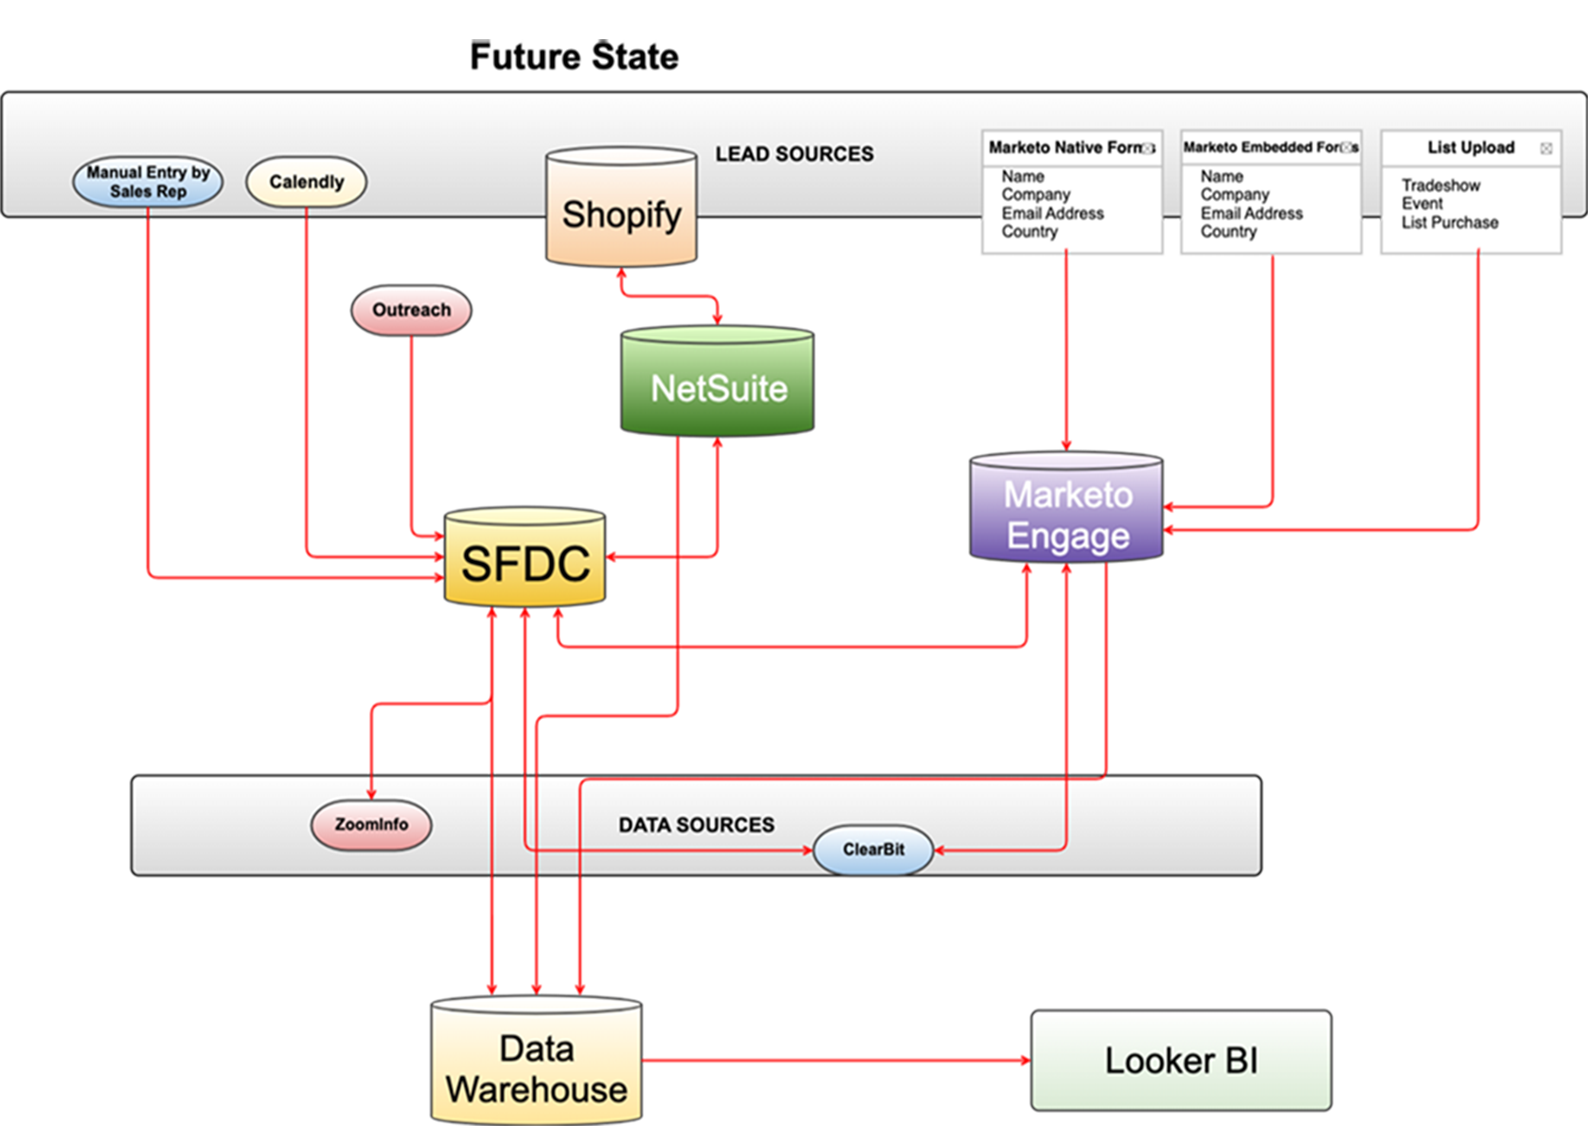 Future State
LEAD SOURCES
Manual Entry by
Sales Rep
Calendly
Shopify
Marketo Native Forms
Name
Company
Email Address
Country
Marketo Embedded Forms
Name
Company
Email Address
Country
List Upload
Tradeshow
Event
List Purchase
Outreach
NetSuite
SFDC
Marketo
Engage
DATA SOURCES
ZoomInfo
ClearBit
Data
Warehouse
Looker BI